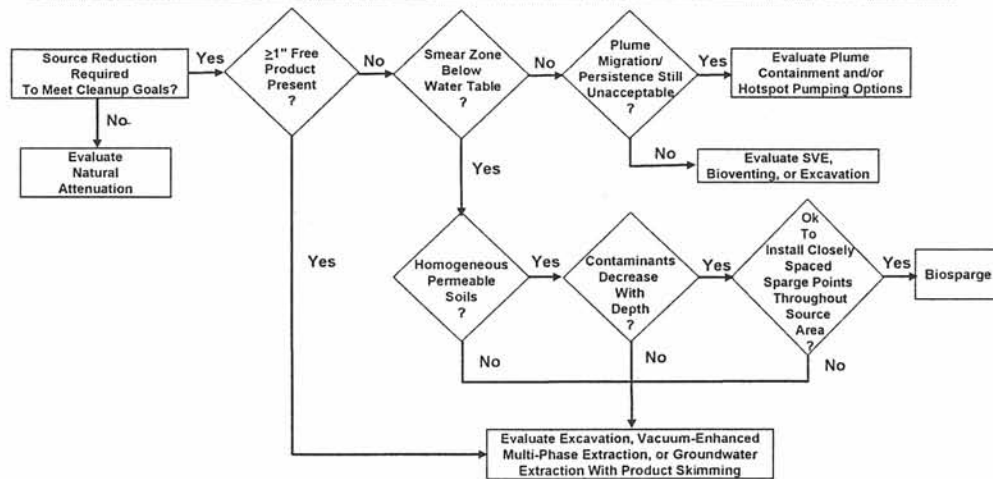 Source Reduction
Required
To Meet Cleanup Goals?
Yes
No
Evaluate
Natural
Attenuation
≥1" Free
Product
Present
?
No
Yes
Smear Zone
Below
Water Table
?
No
Yes
Plume
Migration/
Persistence Still
Unacceptable
?
Yes
Evaluate Plume
Containment and/or
Hotspot Pumping Options
No
Evaluate SVE,
Bioventing, or Excavation
Homogeneous
Permeable
Soils
?
Yes
No
Contaminants
Decrease
With
Depth
?
Yes
No
Ok
To
Install Closely
Spaced
Sparge Points
Throughout
Source
Area
?
Yes
No
Biosparge
Evaluate Excavation, Vacuum-Enhanced
Multi-Phase Extraction, or Groundwater
Extraction With Product Skimming